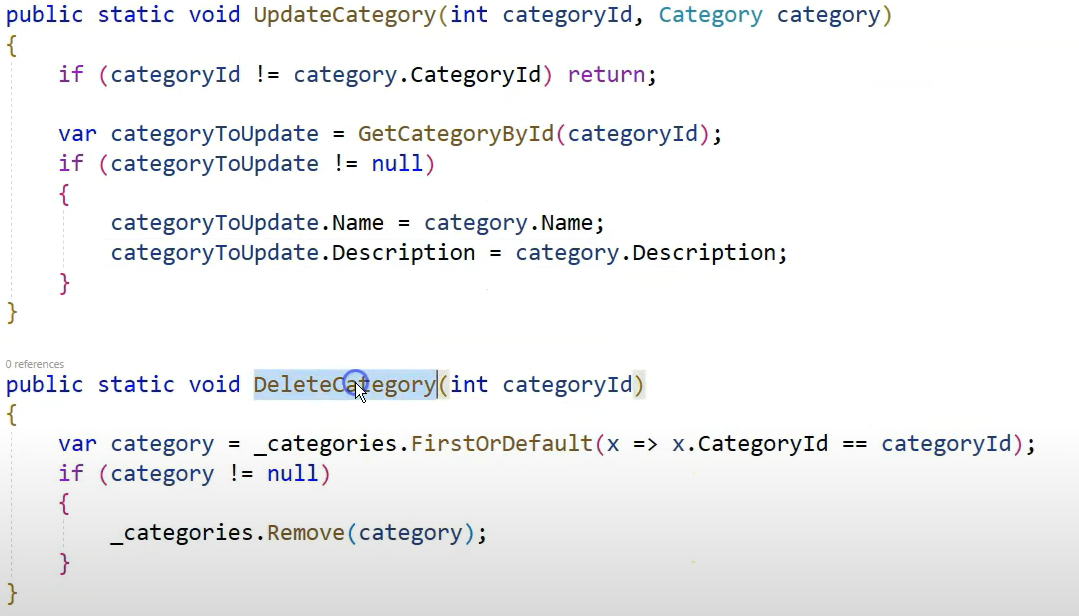 public static void UpdateCategory(int categoryId, Category category)
{
    if (categoryId != category.CategoryId) return;

    var categoryToUpdate = GetCategoryById(categoryId);
    if (categoryToUpdate != null)
    {
        categoryToUpdate.Name = category.Name;
        categoryToUpdate.Description = category.Description;
    }
}

0 references
public static void DeleteCategory(int categoryId)
{
    var category = _categories.FirstOrDefault(x => x.CategoryId == categoryId);
    if (category != null)
    {
        _categories.Remove(category);
    }
}